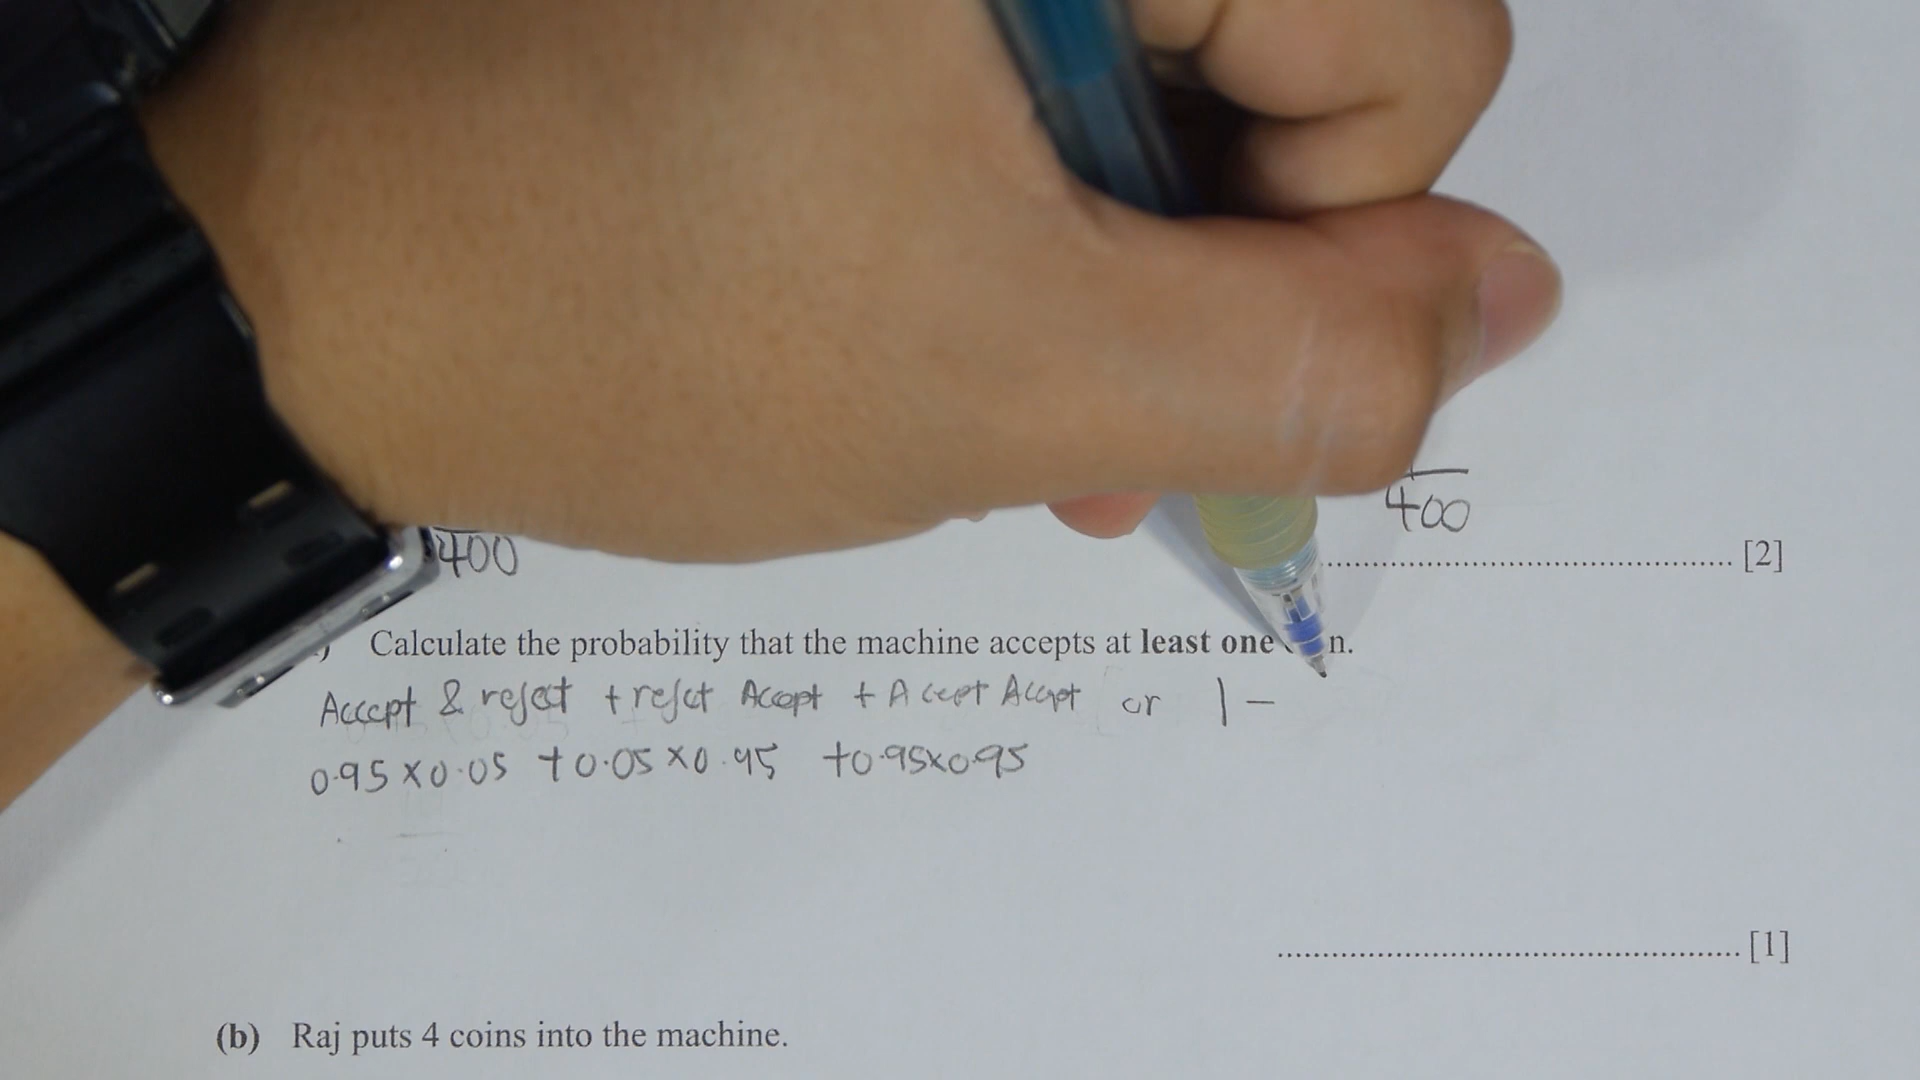 400
400
[2]
Calculate the probability that the machine accepts at least one
Accept & reject + reject Accept + Accept Accept or 1 -
0.95 x 0.05 + 0.05 x 0.95 + 0.95 x 0.95
[1]
(b) Raj puts 4 coins into the machine.